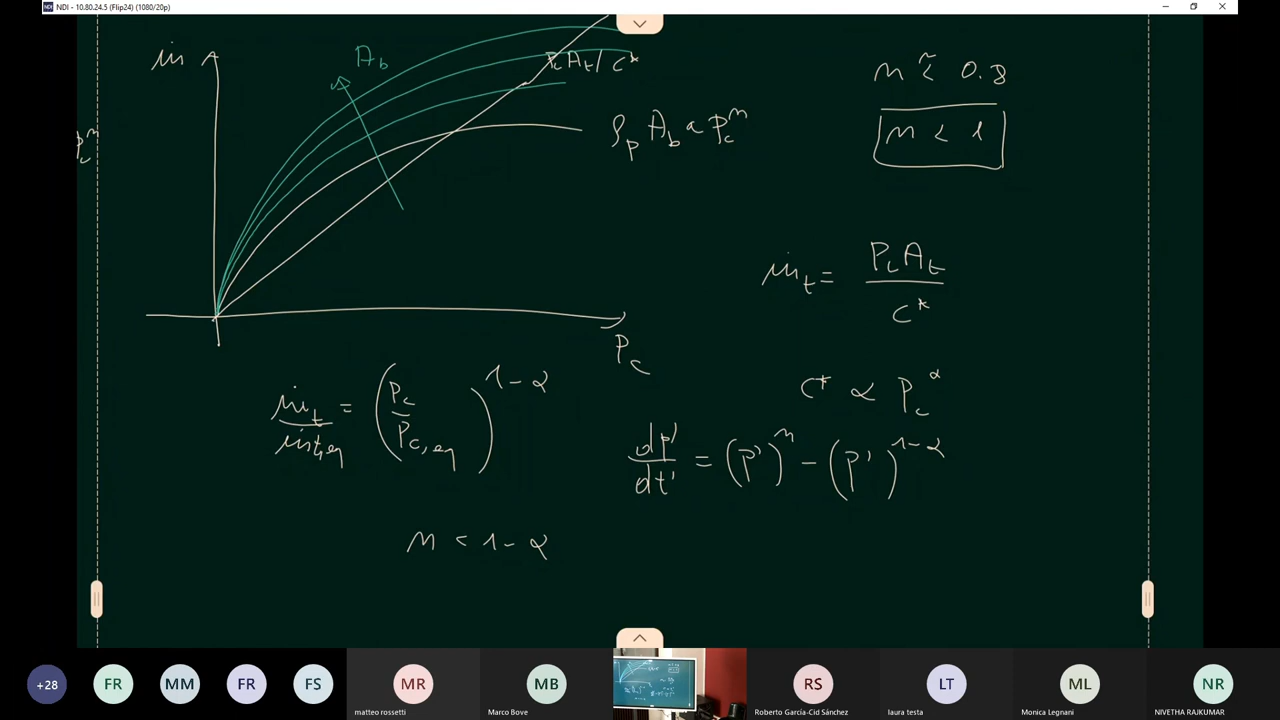 NDI - 10.80.24.5 (Flip24) (1080/20p)
ṁ
A_b
P_c A_t / c*
n ≈ 0.8
P_c^n
ρ_p A_b a P_c^n
n < 1
ṁ_t = P_c A_t / c*
P_c
ṁ_t / ṁ_t,eq = (P_c / P_c,eq)^(1-α)
c* ∝ P_c^α
dp' / dt' = (p')^n - (p')^(1-α)
n < 1-α
+28
FR
MM
FR
FS
MR
MB
RS
LT
ML
NR
matteo rossetti
Marco Bove
Roberto García-Cid Sánchez
laura testa
Monica Legnani
NIVETHA RAJKUMAR